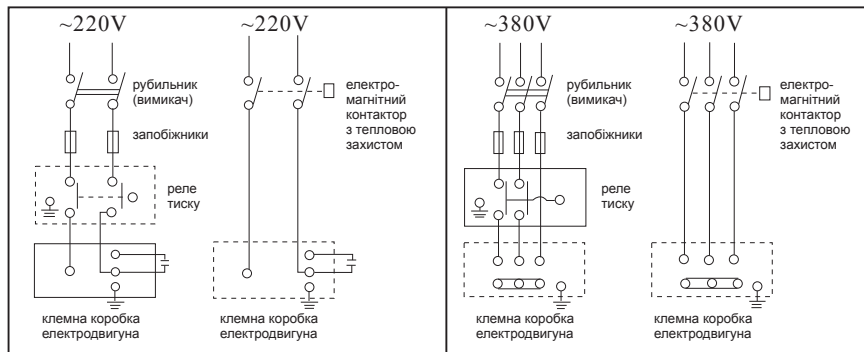 ~220V
~220V
рубильник
(вимикач)
запобіжники
електро-
магнітний
контактор
з тепловою
захистом
реле
тиску
клемна коробка
електродвигуна
клемна коробка
електродвигуна
~380V
~380V
рубильник
(вимикач)
запобіжники
електро-
магнітний
контактор
з тепловою
захистом
реле
тиску
клемна коробка
електродвигуна
клемна коробка
електродвигуна